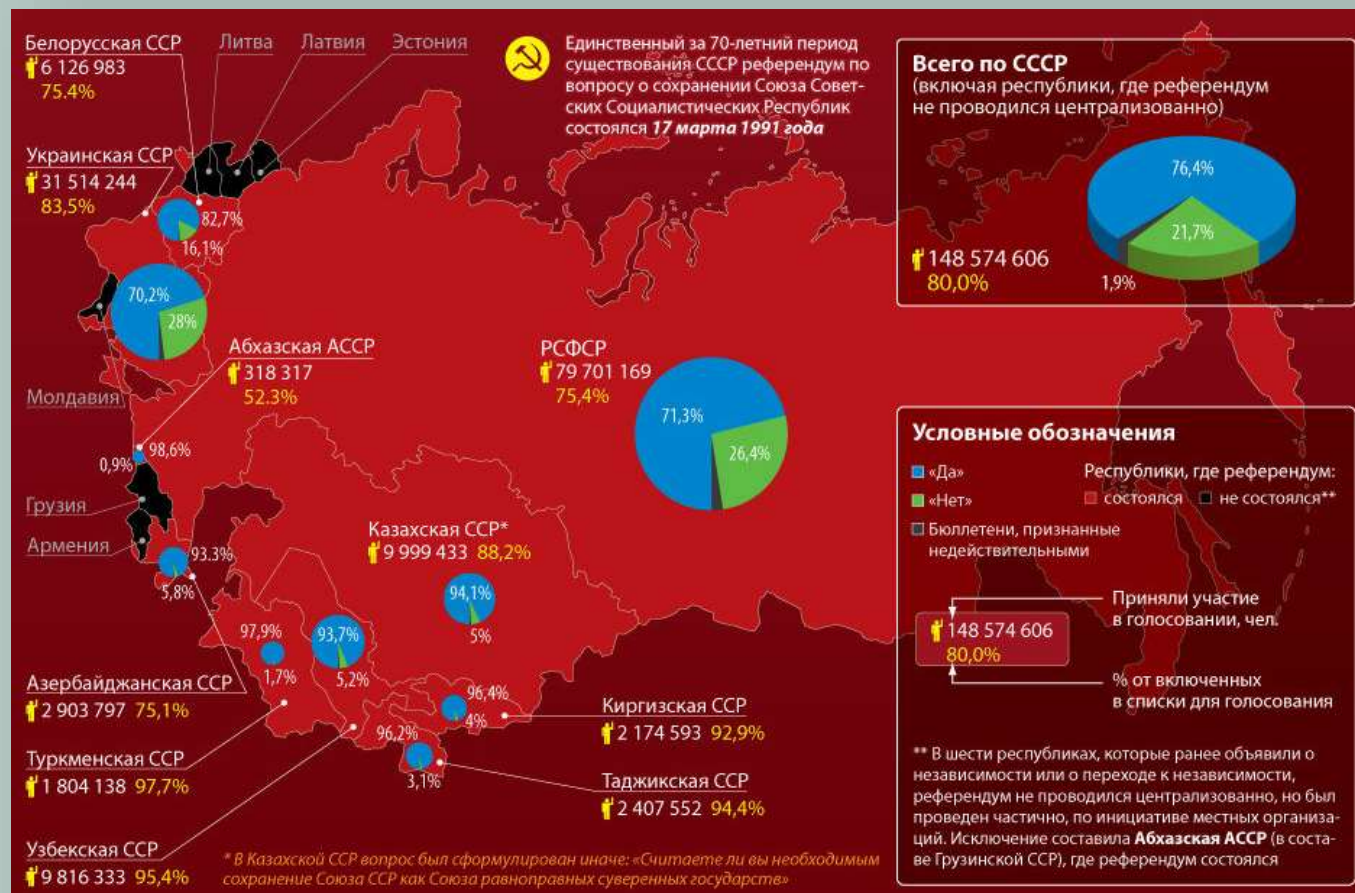 Белорусская ССР
6 126 983
75.4%
Литва
Латвия
Эстония
Украинская ССР
31 514 244
83,5%
82,7%
16,1%
70,2%
28%
Единственный за 70-летний период
существования СССР референдум по
вопросу о сохранении Союза Совет-
ских Социалистических Республик
состоялся 17 марта 1991 года
Всего по СССР
(включая республики, где референдум
не проводился централизованно)
76,4%
21,7%
1,9%
148 574 606
80,0%
Абхазская АССР
318 317
52.3%
Молдавия
98,6%
0,9%
Грузия
Армения
РСФСР
79 701 169
75,4%
71,3%
26,4%
Казахская ССР*
9 999 433 88,2%
94,1%
5%
93.3%
5,8%
97,9%
1,7%
93,7%
5,2%
96,4%
4%
96,2%
3,1%
Азербайджанская ССР
2 903 797 75,1%
Туркменская ССР
1 804 138 97,7%
Узбекская ССР
9 816 333 95,4%
Киргизская ССР
2 174 593 92,9%
Таджикская ССР
2 407 552 94,4%
* В Казахской ССР вопрос был сформулирован иначе: «Считаете ли вы необходимым
сохранение Союза ССР как Союза равноправных суверенных государств»
Условные обозначения
«Да»
«Нет»
Бюллетени, признанные
недействительными
Республики, где референдум:
состоялся не состоялся**
148 574 606
80,0%
Приняли участие
в голосовании, чел.
% от включенных
в списки для голосования
** В шести республиках, которые ранее объявили о
независимости или о переходе к независимости,
референдум не проводился централизованно, но был
проведен частично, по инициативе местных организа-
ций. Исключение составила Абхазская АССР (в соста-
ве Грузинской ССР), где референдум состоялся